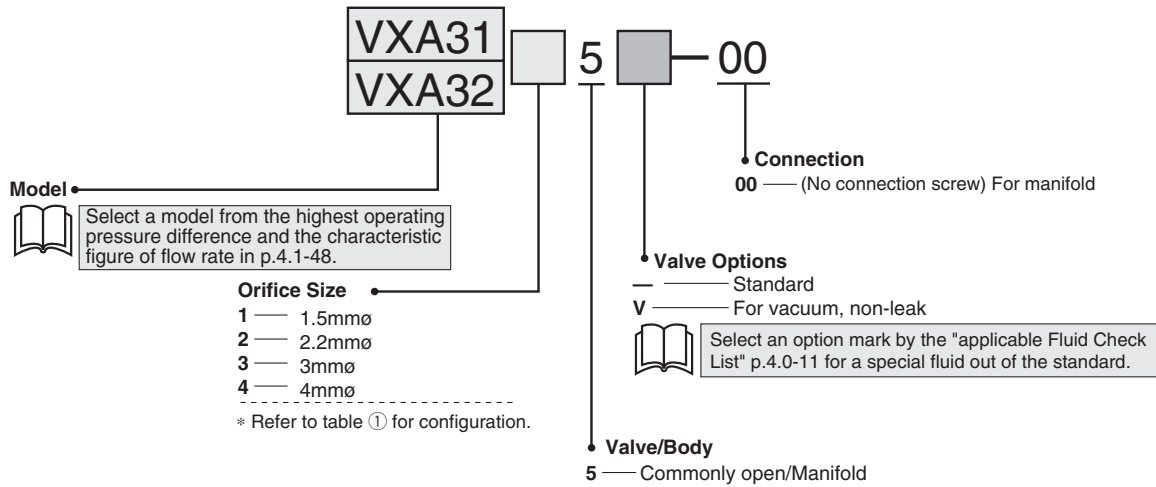 VXA31
VXA32
5
00
Connection
00 (No connection screw) For manifold
Model
Select a model from the highest operating
pressure difference and the characteristic
figure of flow rate in p.4.1-48.
Valve Options
— Standard
V For vacuum, non-leak
Select an option mark by the "applicable Fluid Check
List" p.4.0-11 for a special fluid out of the standard.
Orifice Size
1 1.5mmø
2 2.2mmø
3 3mmø
4 4mmø
* Refer to table ① for configuration.
Valve/Body
5 Commonly open/Manifold